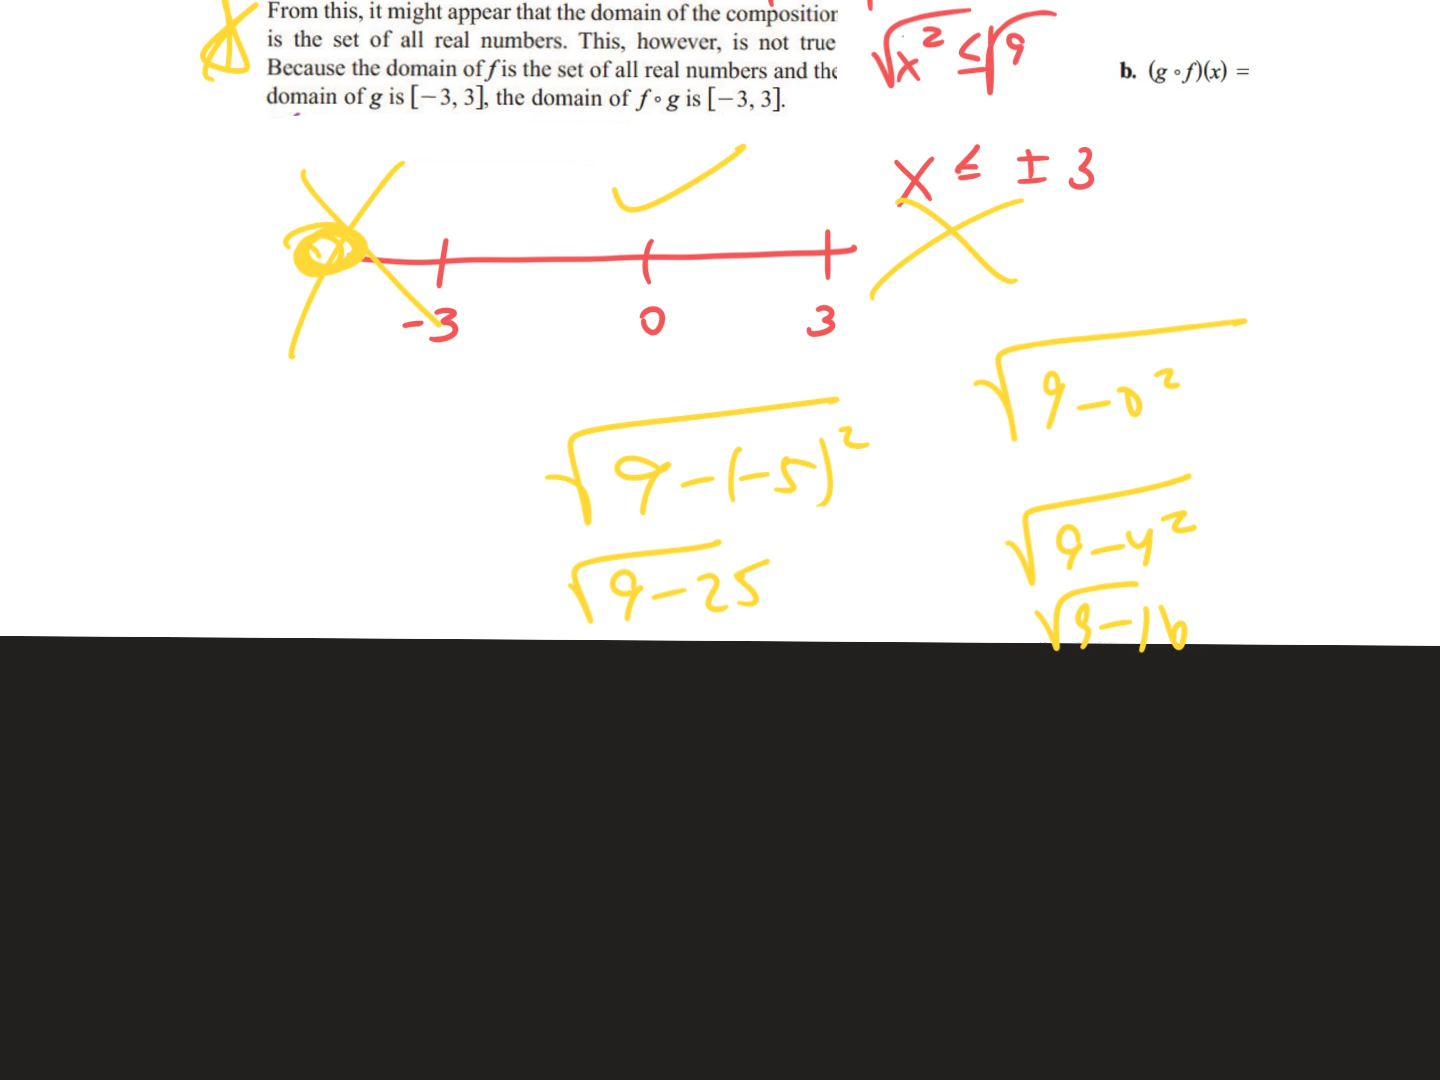 From this, it might appear that the domain of the composition
is the set of all real numbers. This, however, is not true
Because the domain of f is the set of all real numbers and the
domain of g is [−3, 3], the domain of f ∘ g is [−3, 3].
√x² ≤ √9
b. (g ∘ f)(x) =
x ≤ ± 3
-3 0 3
√9-0²
√9-(-5)²
√9-4²
√9-25
√9-16